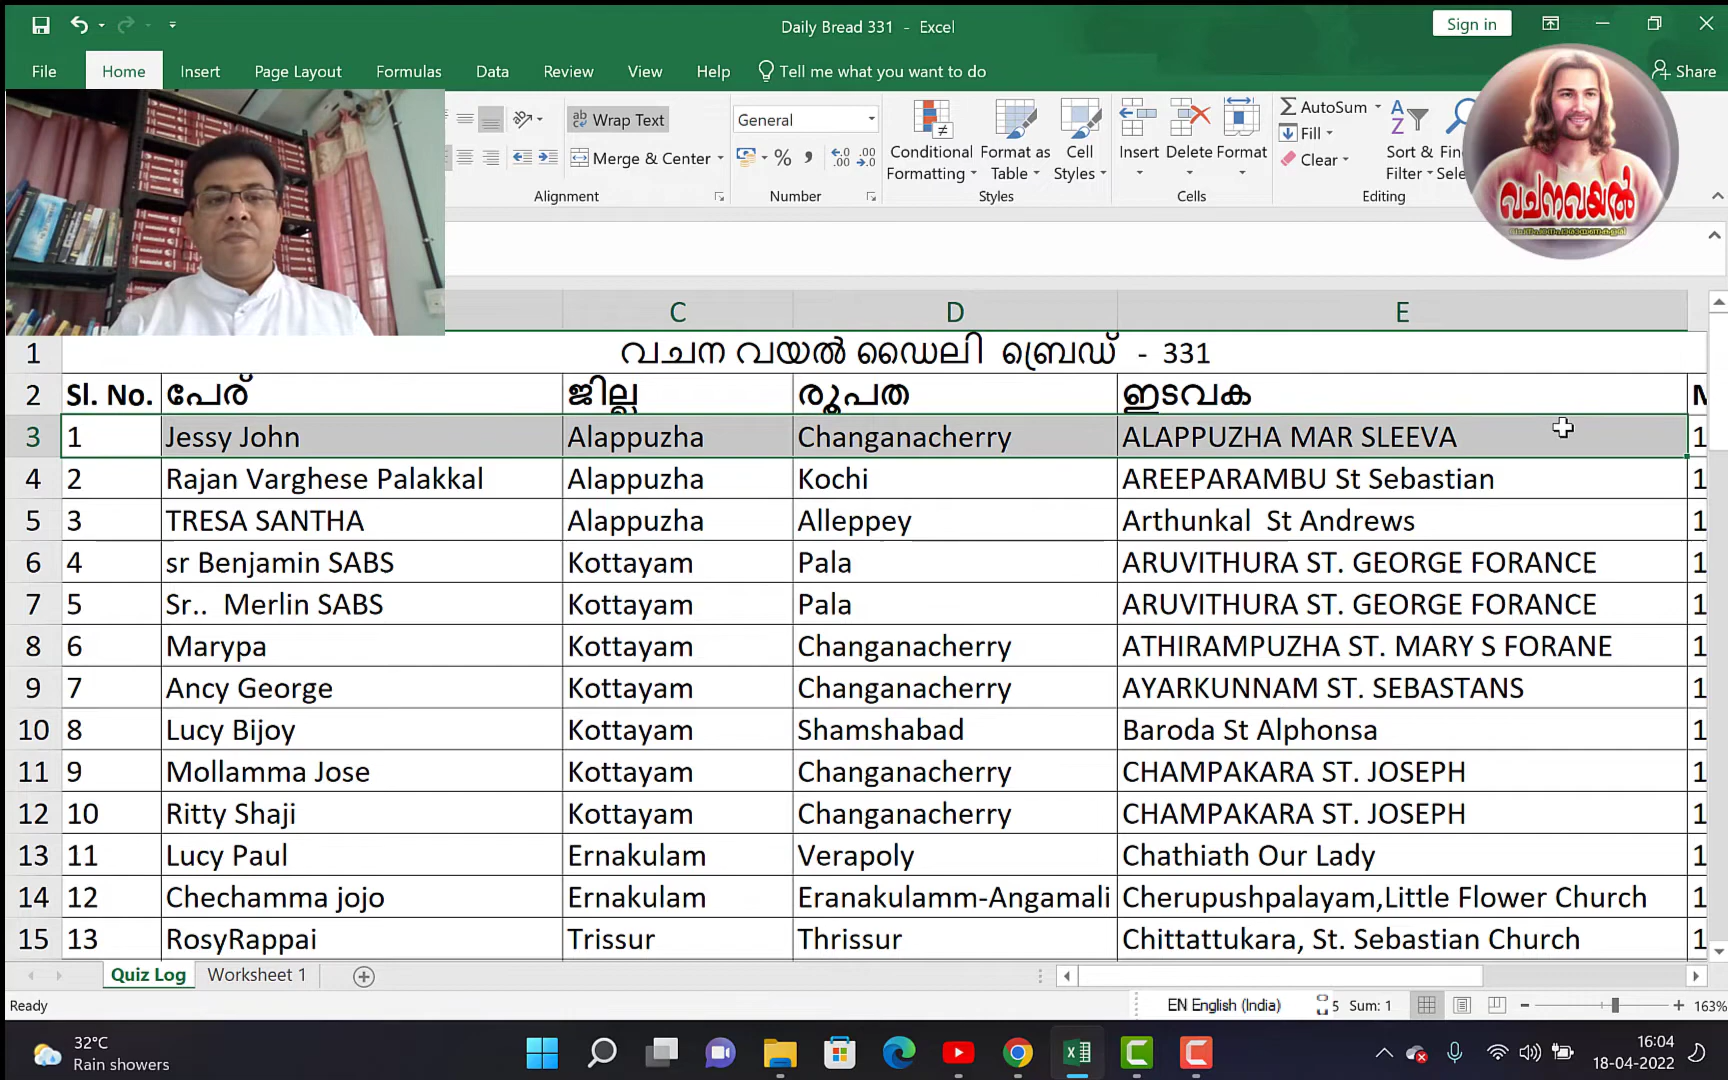 Daily Bread 331 - Excel
Sign in
File Home Insert Page Layout Formulas Data Review View Help Tell me what you want to do Share
Wrap Text
General
Merge & Center
Conditional Formatting
Format as Table
Cell Styles
Insert
Delete
Format
AutoSum
Fill
Clear
Sort & Filter
Alignment
Number
Styles
Cells
Editing
വചനവയൽ
C D E
1 വചന വയൽ ഡൈലി ബ്രെഡ് - 331
2 Sl. No. പേര് ജില്ല രൂപത ഇടവക
3 1 Jessy John Alappuzha Changanacherry ALAPPUZHA MAR SLEEVA
4 2 Rajan Varghese Palakkal Alappuzha Kochi AREEPARAMBU St Sebastian
5 3 TRESA SANTHA Alappuzha Alleppey Arthunkal St Andrews
6 4 sr Benjamin SABS Kottayam Pala ARUVITHURA ST. GEORGE FORANCE
7 5 Sr.. Merlin SABS Kottayam Pala ARUVITHURA ST. GEORGE FORANCE
8 6 Marypa Kottayam Changanacherry ATHIRAMPUZHA ST. MARY S FORANE
9 7 Ancy George Kottayam Changanacherry AYARKUNNAM ST. SEBASTANS
10 8 Lucy Bijoy Kottayam Shamshabad Baroda St Alphonsa
11 9 Mollamma Jose Kottayam Changanacherry CHAMPAKARA ST. JOSEPH
12 10 Ritty Shaji Kottayam Changanacherry CHAMPAKARA ST. JOSEPH
13 11 Lucy Paul Ernakulam Verapoly Chathiath Our Lady
14 12 Chechamma jojo Ernakulam Eranakulamm-Angamali Cherupushpalayam,Little Flower Church
15 13 RosyRappai Trissur Thrissur Chittattukara, St. Sebastian Church
Quiz Log Worksheet 1
Ready
EN English (India)
5 Sum: 1
163%
32°C
Rain showers
16:04
18-04-2022